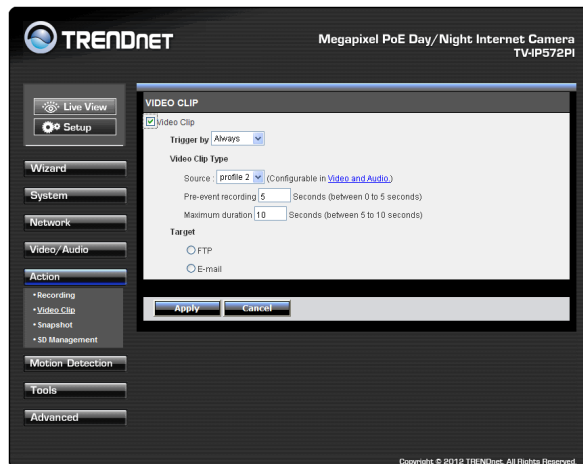 TRENDNET
Megapixel PoE Day/Night Internet Camera
TV-IP572PI
Live View
Setup
Wizard
System
Network
Video/Audio
Action
•Recording
•Video Clip
•Snapshot
•SD Management
Motion Detection
Tools
Advanced
VIDEO CLIP
Video Clip
Trigger by Always
Video Clip Type
Source : profile 2 (Configurable in Video and Audio.)
Pre-event recording 5 Seconds (between 0 to 5 seconds)
Maximum duration 10 Seconds (between 5 to 10 seconds)
Target
FTP
E-mail
Apply Cancel
Copyright © 2012 TRENDnet. All Rights Reserved.